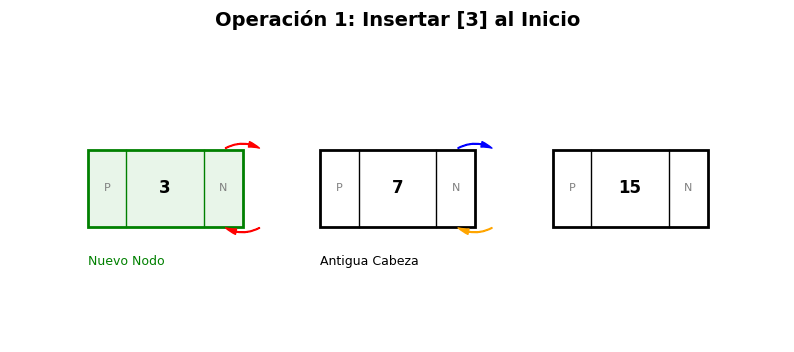 Operación 1: Insertar [3] al Inicio
P 3 N P 7 N P 15 N
Nuevo Nodo
Antigua Cabeza